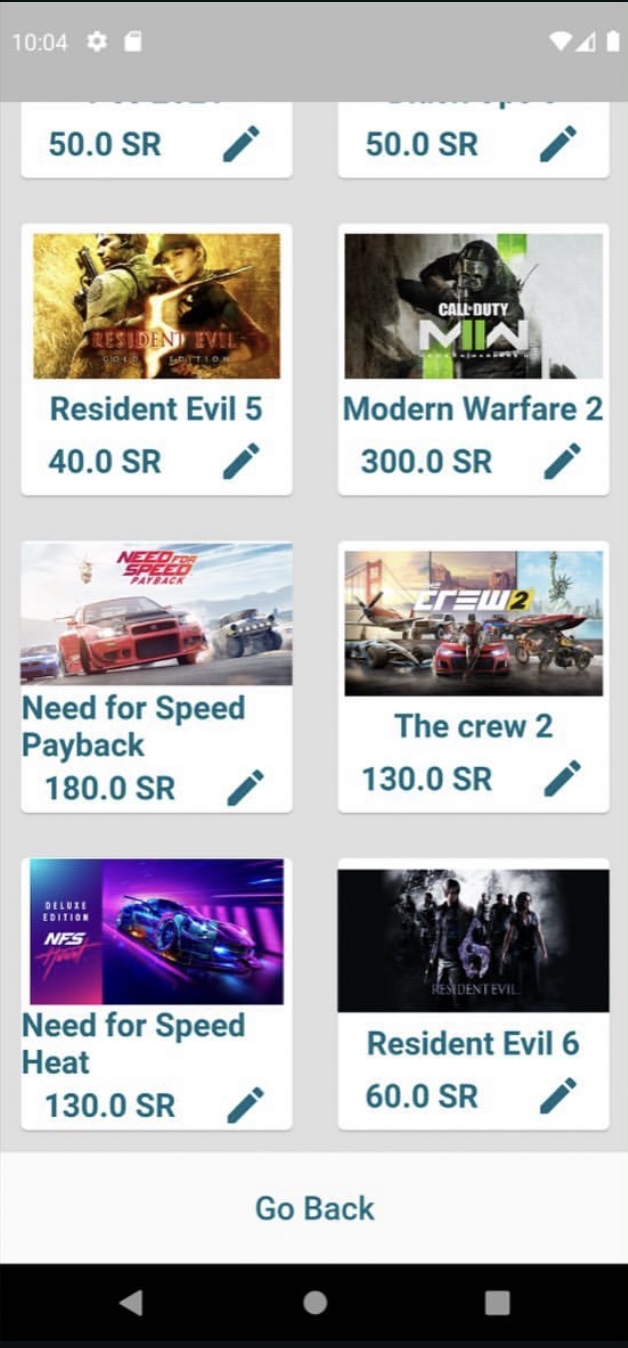 10:04
50.0 SR
50.0 SR
RESIDENT EVIL
GOLD EDITION
Resident Evil 5
40.0 SR
CALL OF DUTY
MWII
Modern Warfare 2
300.0 SR
NEED FOR
SPEED
PAYBACK
Need for Speed
Payback
180.0 SR
THE
CREW 2
The crew 2
130.0 SR
DELUXE
EDITION
NFS
Heat
Need for Speed
Heat
130.0 SR
6
RESIDENT EVIL
Resident Evil 6
60.0 SR
Go Back